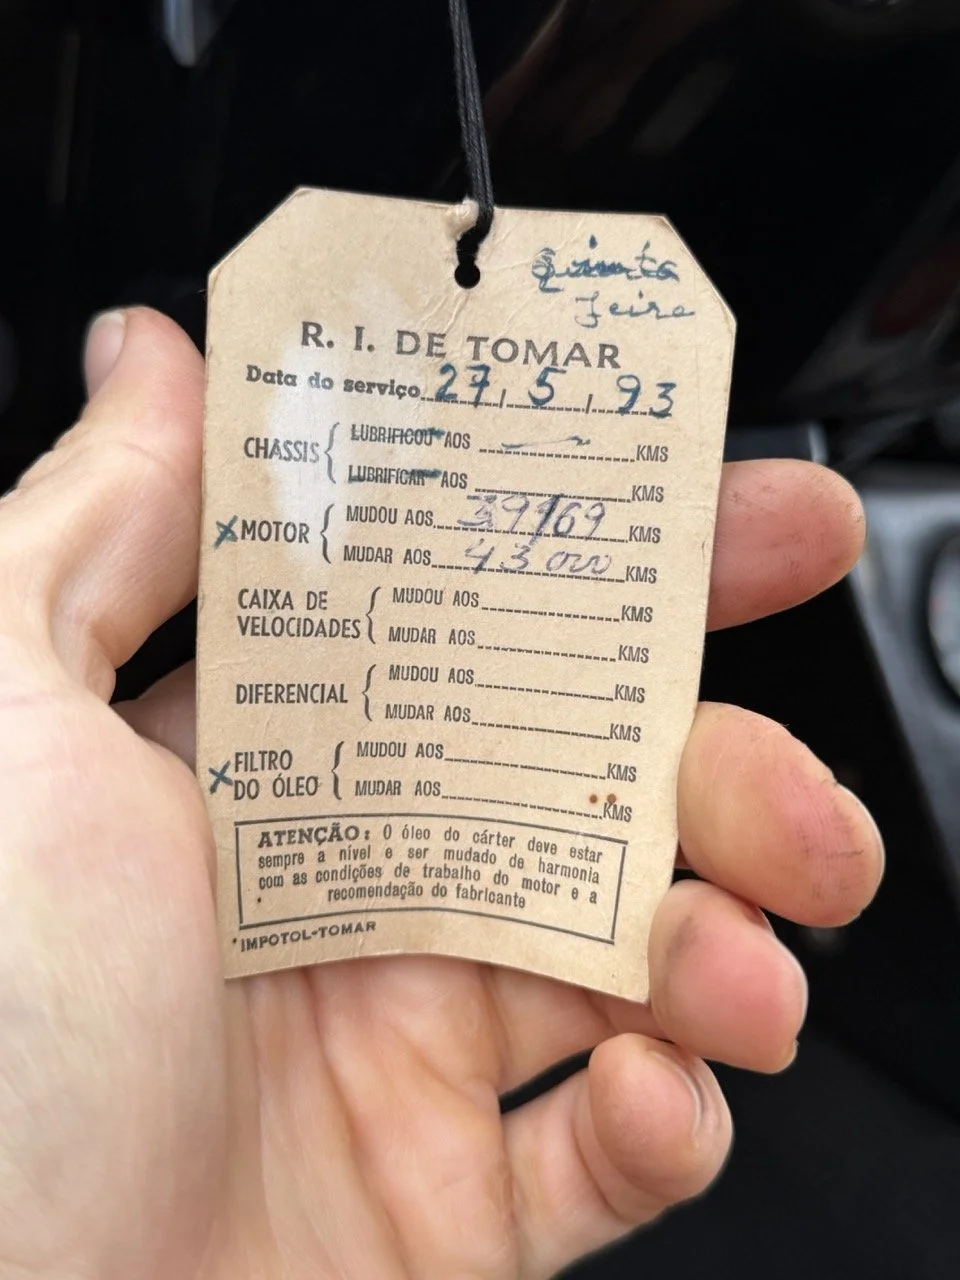 Quinta
Feira
R. I. DE TOMAR
Data do serviço 27 / 5 / 93
CHASSIS { LUBRIFICOU AOS KMS
LUBRIFICAR AOS KMS
X MOTOR { MUDOU AOS 39169 KMS
MUDAR AOS 43000 KMS
CAIXA DE VELOCIDADES { MUDOU AOS KMS
MUDAR AOS KMS
DIFERENCIAL { MUDOU AOS KMS
MUDAR AOS KMS
X FILTRO DO ÓLEO { MUDOU AOS KMS
MUDAR AOS KMS
ATENÇÃO: O óleo do cárter deve estar
sempre a nível e ser mudado de harmonia
com as condições de trabalho do motor e a
recomendação do fabricante
IMPOTOL-TOMAR